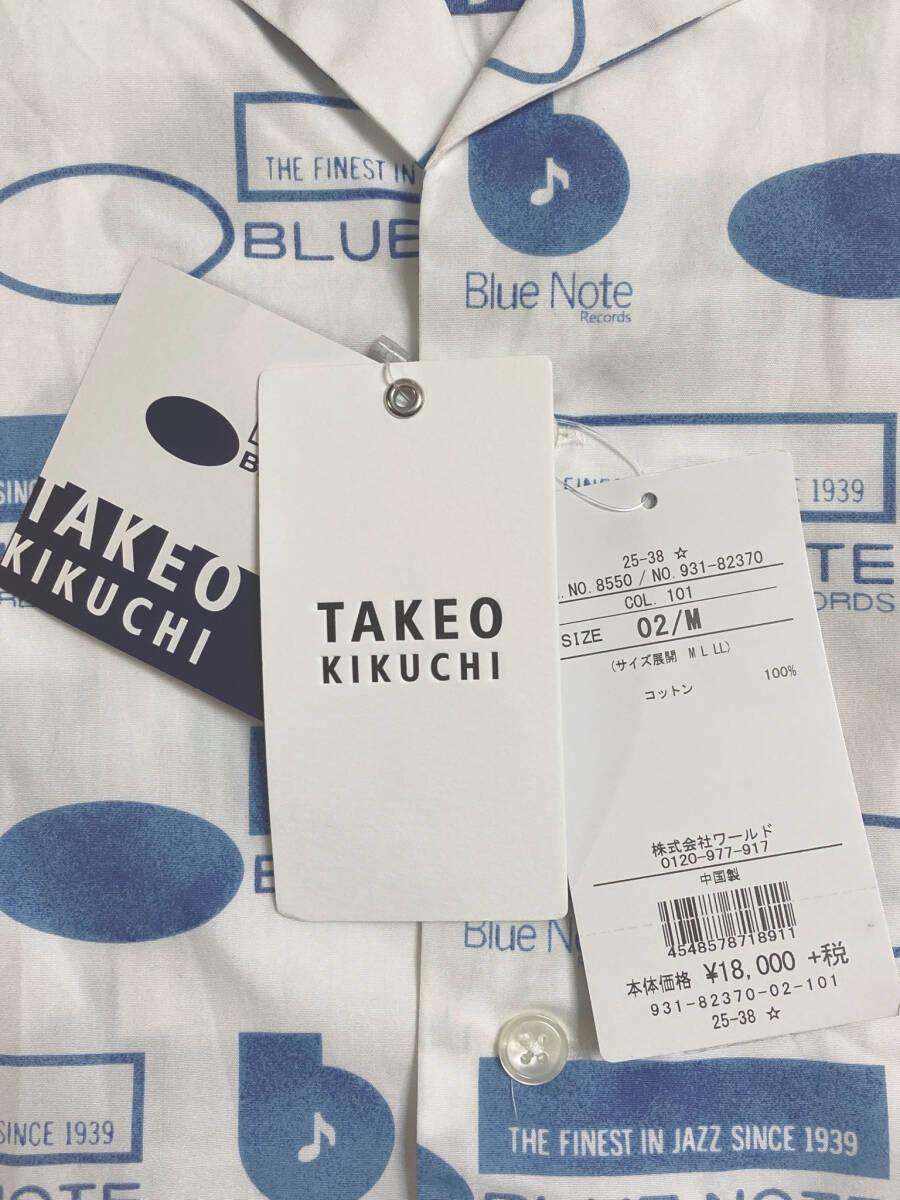 THE FINEST IN
BLUE
Blue Note
Records
B
TAKEO
KIKUCHI
TAKEO
KIKUCHI
SINCE 1939
25-38 ☆
NO.8550 / NO.931-82370
COL. 101
SIZE 02/M
(サイズ展開 M L LL)
コットン 100%
株式会社ワールド
0120-977-917
中国製
4548578718911
本体価格 ¥18,000 +税
931-82370-02-101
25-38 ☆
Blue No
SINCE 1939
THE FINEST IN JAZZ SINCE 1939